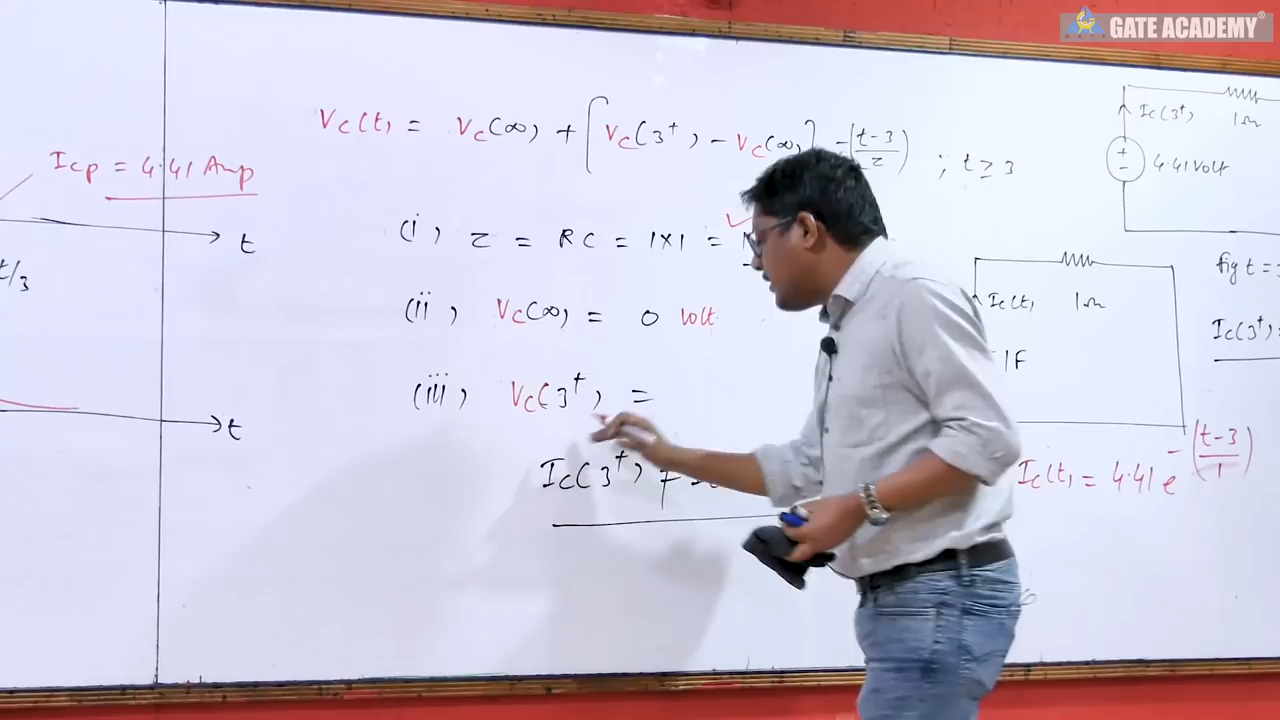 GATE ACADEMY®
Vc(t) = Vc(∞) + [Vc(3⁺) - Vc(∞)] -(t-3/τ) ; t ≥ 3
Icp = 4.41 Amp
t
t/3
(i) τ = RC = 1x1 =
(ii) Vc(∞) = 0 volt
(iii) Vc(3⁺) =
Ic(3⁺) ≠
t
Ic(3⁺)
1Ω
+
-
4.41 Volt
fig t =
Ic(t)
1Ω
1F
Ic(3⁺) =
Ic(t) = 4.41 e -(t-3/1)